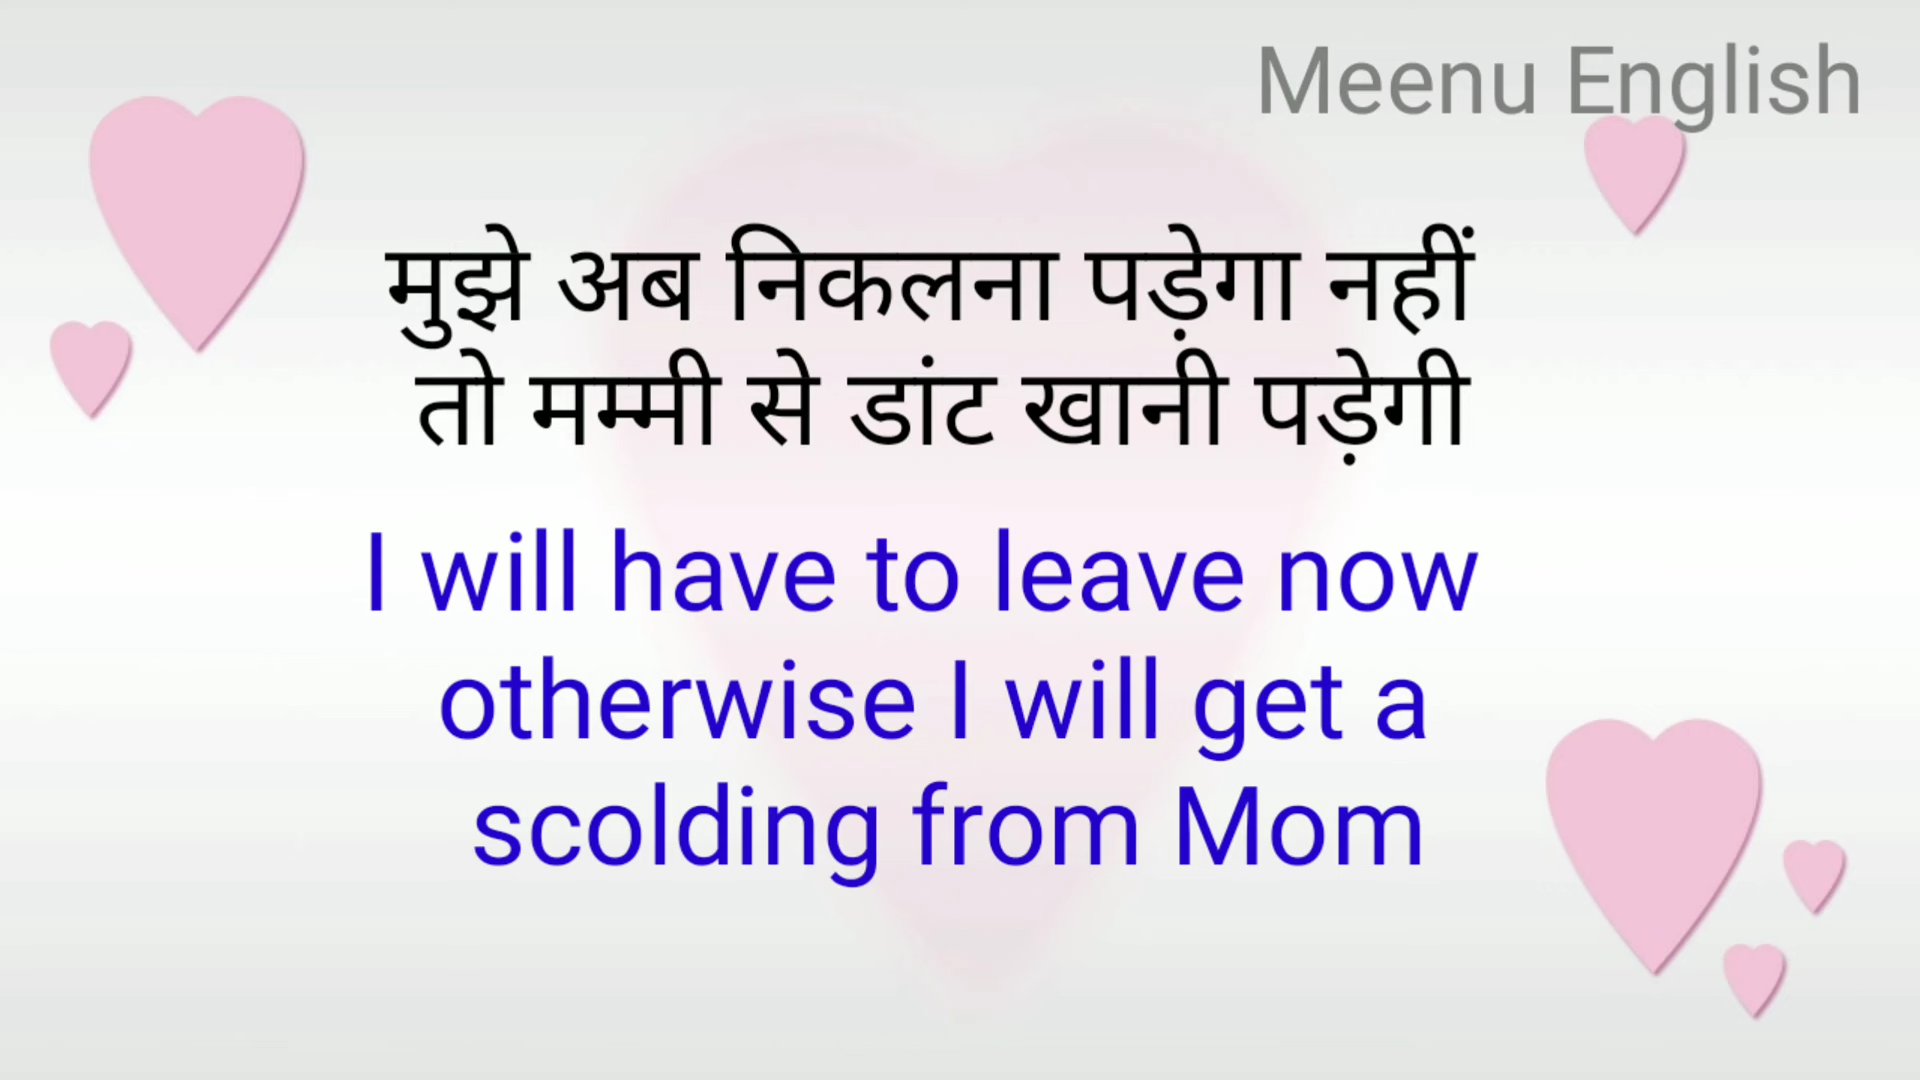 Meenu English
मुझे अब निकलना पड़ेगा नहीं
तो मम्मी से डांट खानी पड़ेगी
I will have to leave now
otherwise I will get a
scolding from Mom